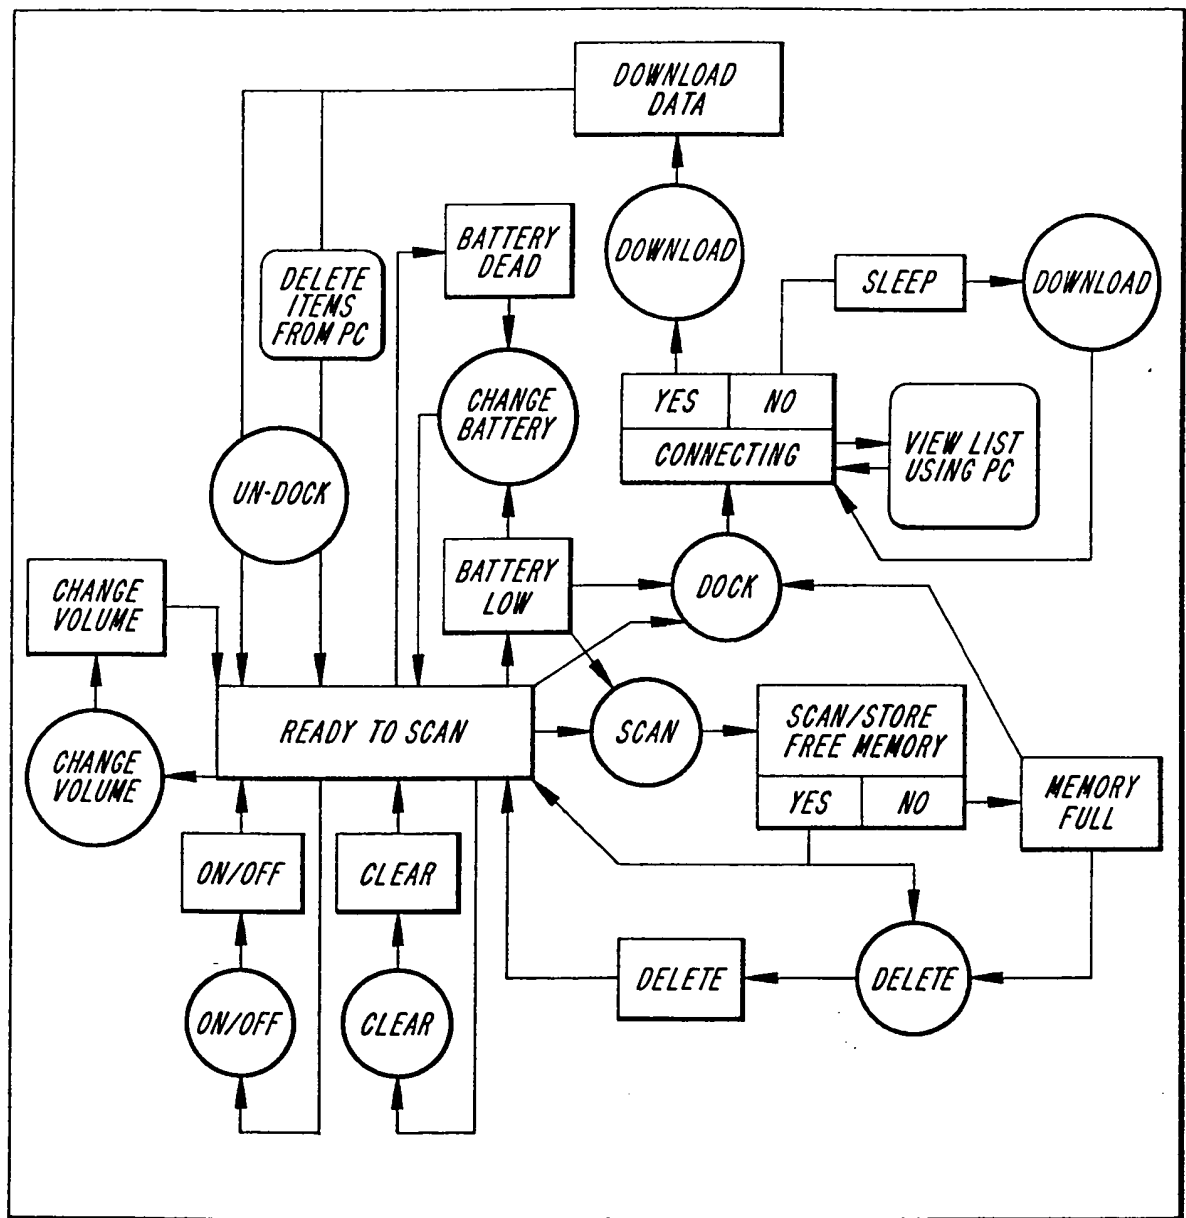 DOWNLOAD
DATA
BATTERY
DEAD
DOWNLOAD
DELETE
ITEMS
FROM PC
SLEEP
DOWNLOAD
CHANGE
BATTERY
YES
NO
CONNECTING
VIEW LIST
USING PC
UN-DOCK
BATTERY
LOW
DOCK
CHANGE
VOLUME
READY TO SCAN
SCAN
SCAN/STORE
FREE MEMORY
YES
NO
MEMORY
FULL
CHANGE
VOLUME
ON/OFF
CLEAR
DELETE
DELETE
ON/OFF
CLEAR